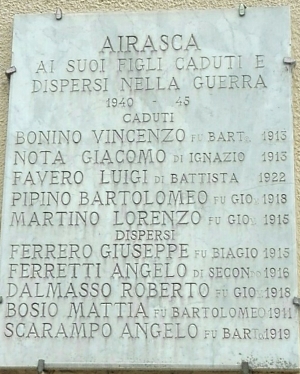 AIRASCA
AI SUOI FIGLI CADUTI E
DISPERSI NELLA GUERRA
1940 - 45
CADUTI
BONINO VINCENZO FU BART. 1913
NOTA GIACOMO DI IGNAZIO 1913
FAVERO LUIGI DI BATTISTA 1922
PIPINO BARTOLOMEO FU GIO. 1918
MARTINO LORENZO FU GIO. 1915
DISPERSI
FERRERO GIUSEPPE FU BIAGIO 1915
FERRETTI ANGELO DI SECONDO 1916
DALMASSO ROBERTO FU GIO. 1918
BOSIO MATTIA FU BARTOLOMEO 1911
SCARAMPO ANGELO FU BART. 1919